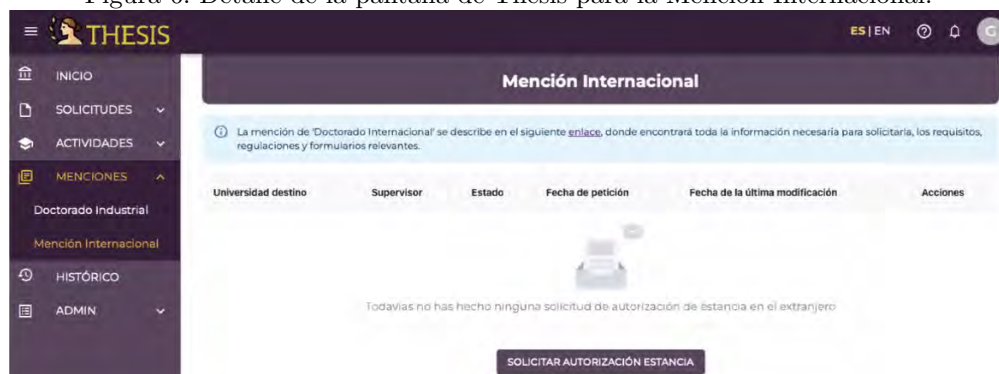 Figura 6: Detalle de la pantalla de Thesis para la Mención Internacional.
THESIS
ES | EN
G
INICIO
SOLICITUDES
ACTIVIDADES
MENCIONES
Doctorado Industrial
Mención Internacional
HISTÓRICO
ADMIN
Mención Internacional
La mención de 'Doctorado Internacional' se describe en el siguiente enlace, donde encontrará toda la información necesaria para solicitarla, los requisitos,
regulaciones y formularios relevantes.
Universidad destino Supervisor Estado Fecha de petición Fecha de la última modificación Acciones
Todavías no has hecho ninguna solicitud de autorización de estancia en el extranjero
SOLICITAR AUTORIZACIÓN ESTANCIA